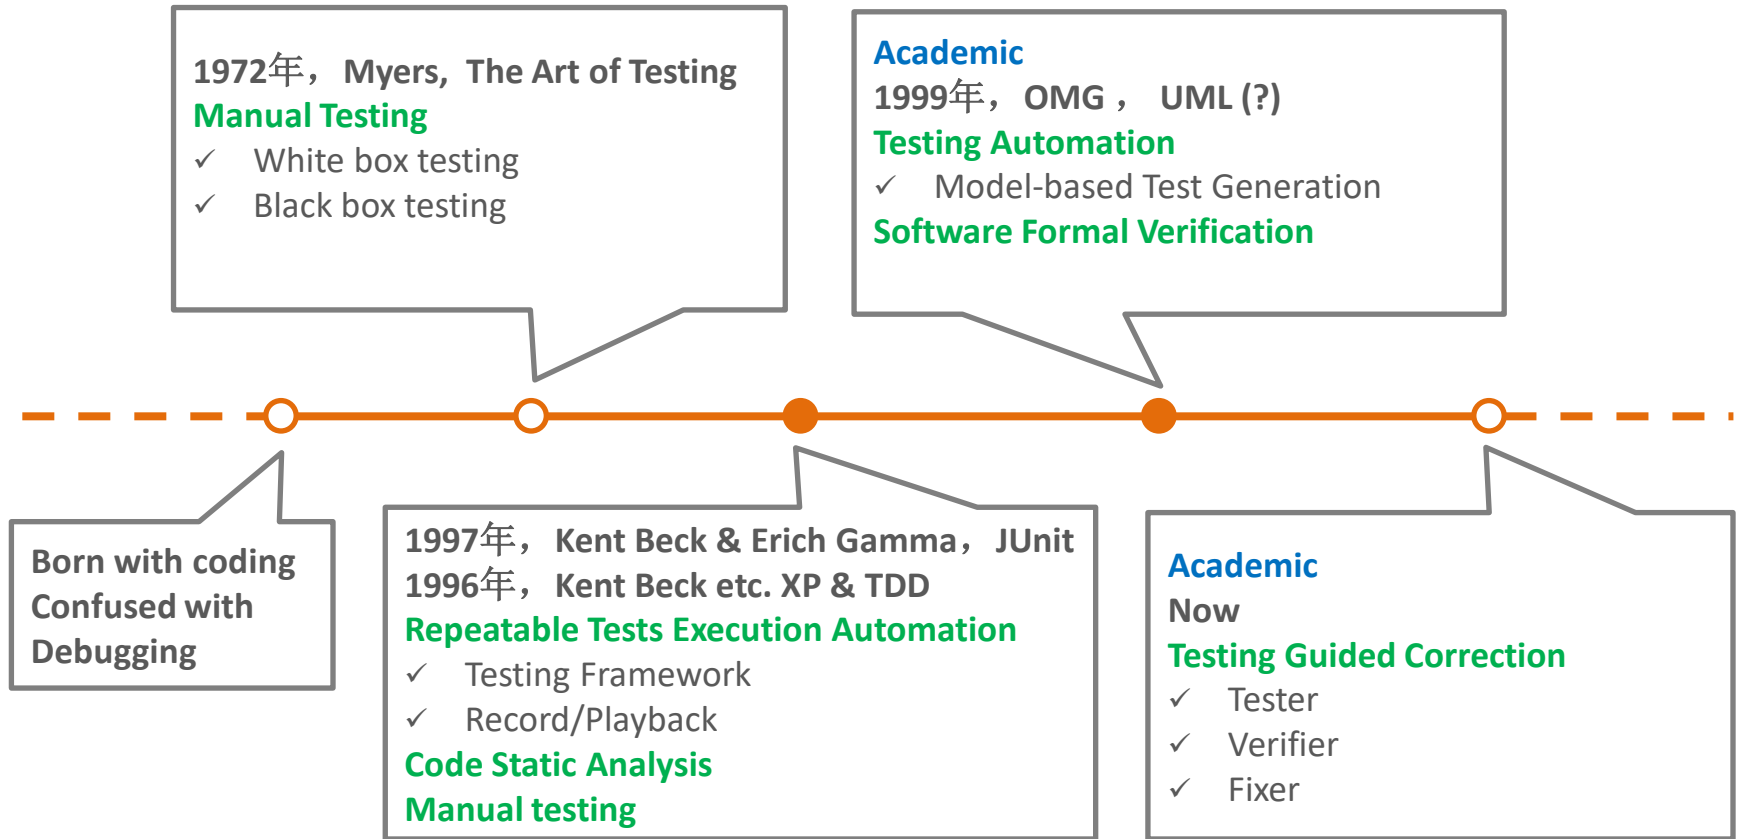 1972年，Myers, The Art of Testing
Manual Testing
✓ White box testing
✓ Black box testing
Academic
1999年，OMG ， UML (?)
Testing Automation
✓ Model-based Test Generation
Software Formal Verification
Born with coding
Confused with
Debugging
1997年，Kent Beck & Erich Gamma，JUnit
1996年，Kent Beck etc. XP & TDD
Repeatable Tests Execution Automation
✓ Testing Framework
✓ Record/Playback
Code Static Analysis
Manual testing
Academic
Now
Testing Guided Correction
✓ Tester
✓ Verifier
✓ Fixer